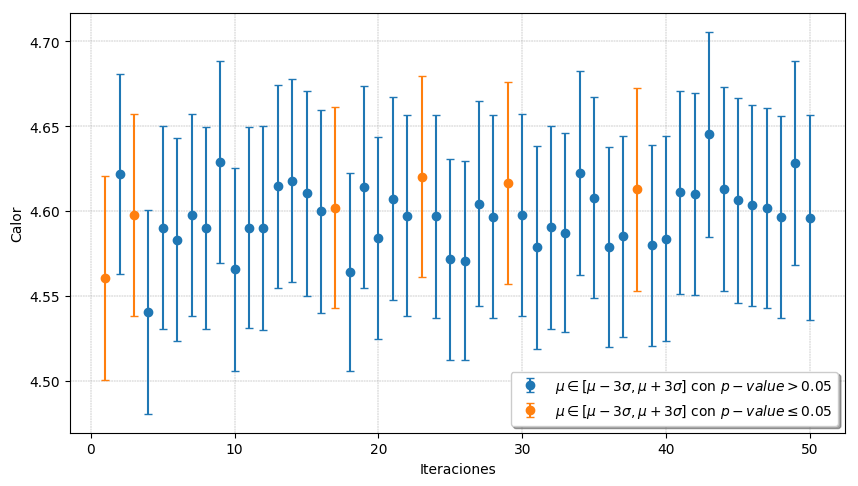 4.70
4.65
4.60
4.55
4.50
Calor
0 10 20 30 40 50
Iteraciones
μ ∈ [μ − 3σ, μ + 3σ] con p − value > 0.05
μ ∈ [μ − 3σ, μ + 3σ] con p − value ≤ 0.05